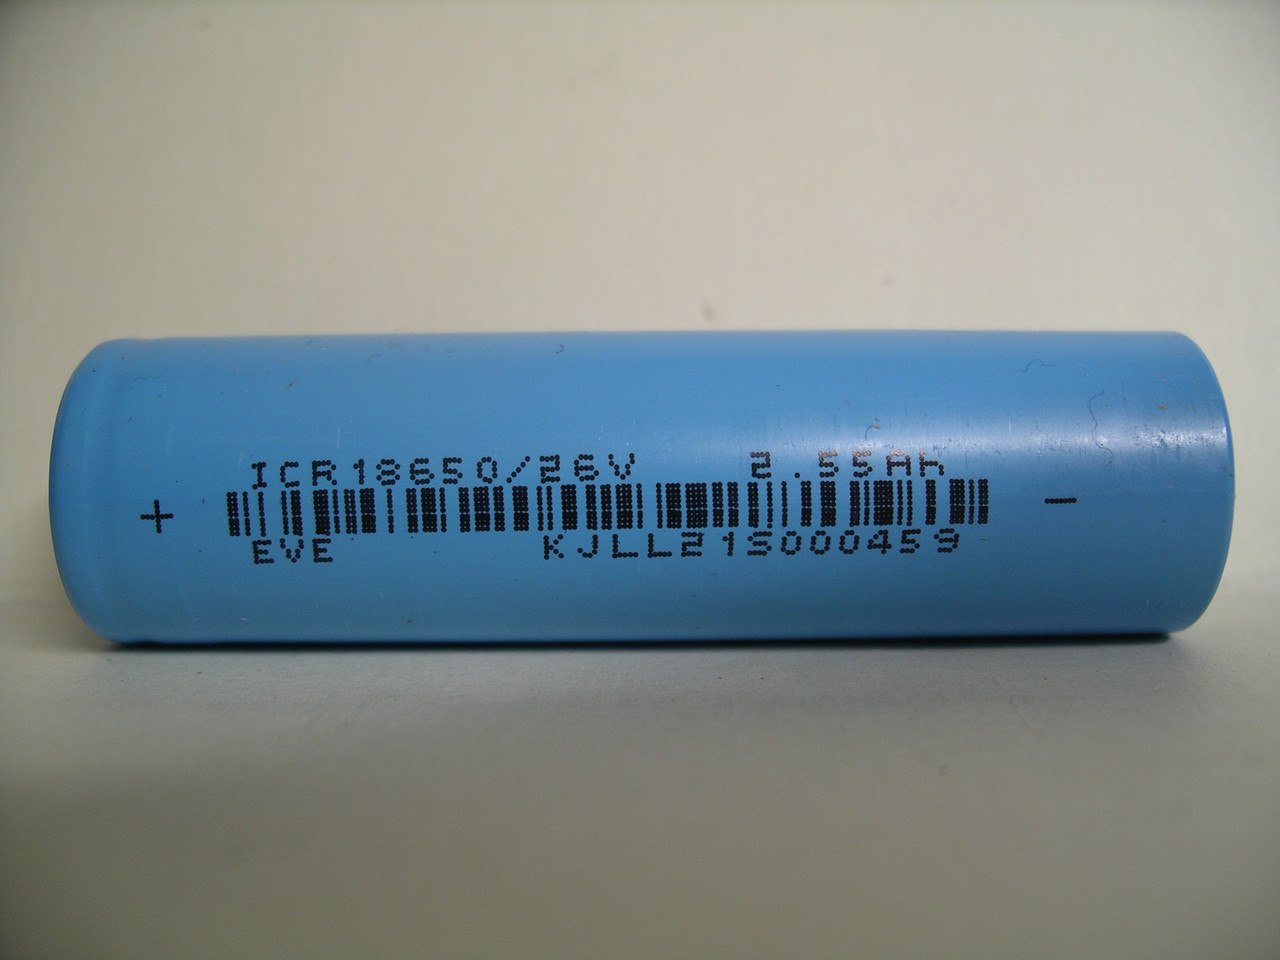 ICR18650/26V 2.55Ah
+ -
EVE KJLL21S000459